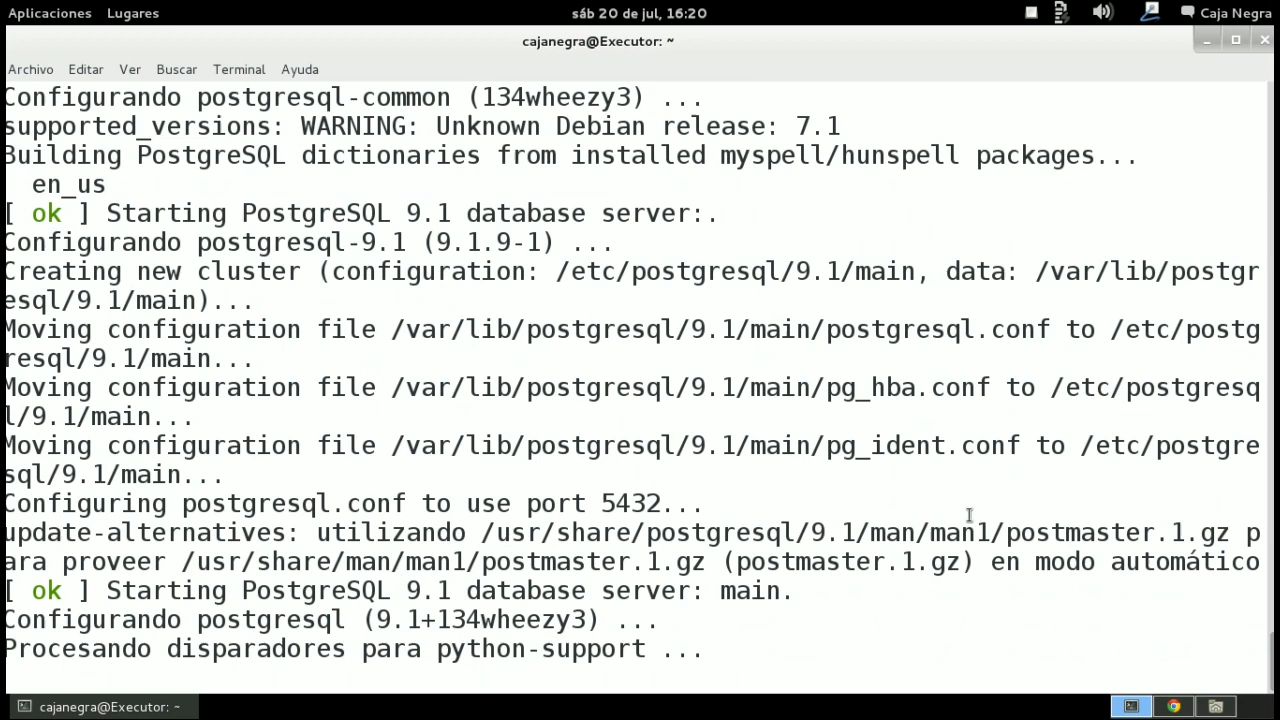 Aplicaciones Lugares sáb 20 de jul, 16:20 Caja Negra
cajanegra@Executor: ~
Archivo Editar Ver Buscar Terminal Ayuda
Configurando postgresql-common (134wheezy3) ...
supported_versions: WARNING: Unknown Debian release: 7.1
Building PostgreSQL dictionaries from installed myspell/hunspell packages...
  en_us
[ ok ] Starting PostgreSQL 9.1 database server:.
Configurando postgresql-9.1 (9.1.9-1) ...
Creating new cluster (configuration: /etc/postgresql/9.1/main, data: /var/lib/postgr
esql/9.1/main)...
Moving configuration file /var/lib/postgresql/9.1/main/postgresql.conf to /etc/postg
resql/9.1/main...
Moving configuration file /var/lib/postgresql/9.1/main/pg_hba.conf to /etc/postgresq
l/9.1/main...
Moving configuration file /var/lib/postgresql/9.1/main/pg_ident.conf to /etc/postgre
sql/9.1/main...
Configuring postgresql.conf to use port 5432...
update-alternatives: utilizando /usr/share/postgresql/9.1/man/man1/postmaster.1.gz p
ara proveer /usr/share/man/man1/postmaster.1.gz (postmaster.1.gz) en modo automático
[ ok ] Starting PostgreSQL 9.1 database server: main.
Configurando postgresql (9.1+134wheezy3) ...
Procesando disparadores para python-support ...
cajanegra@Executor: ~